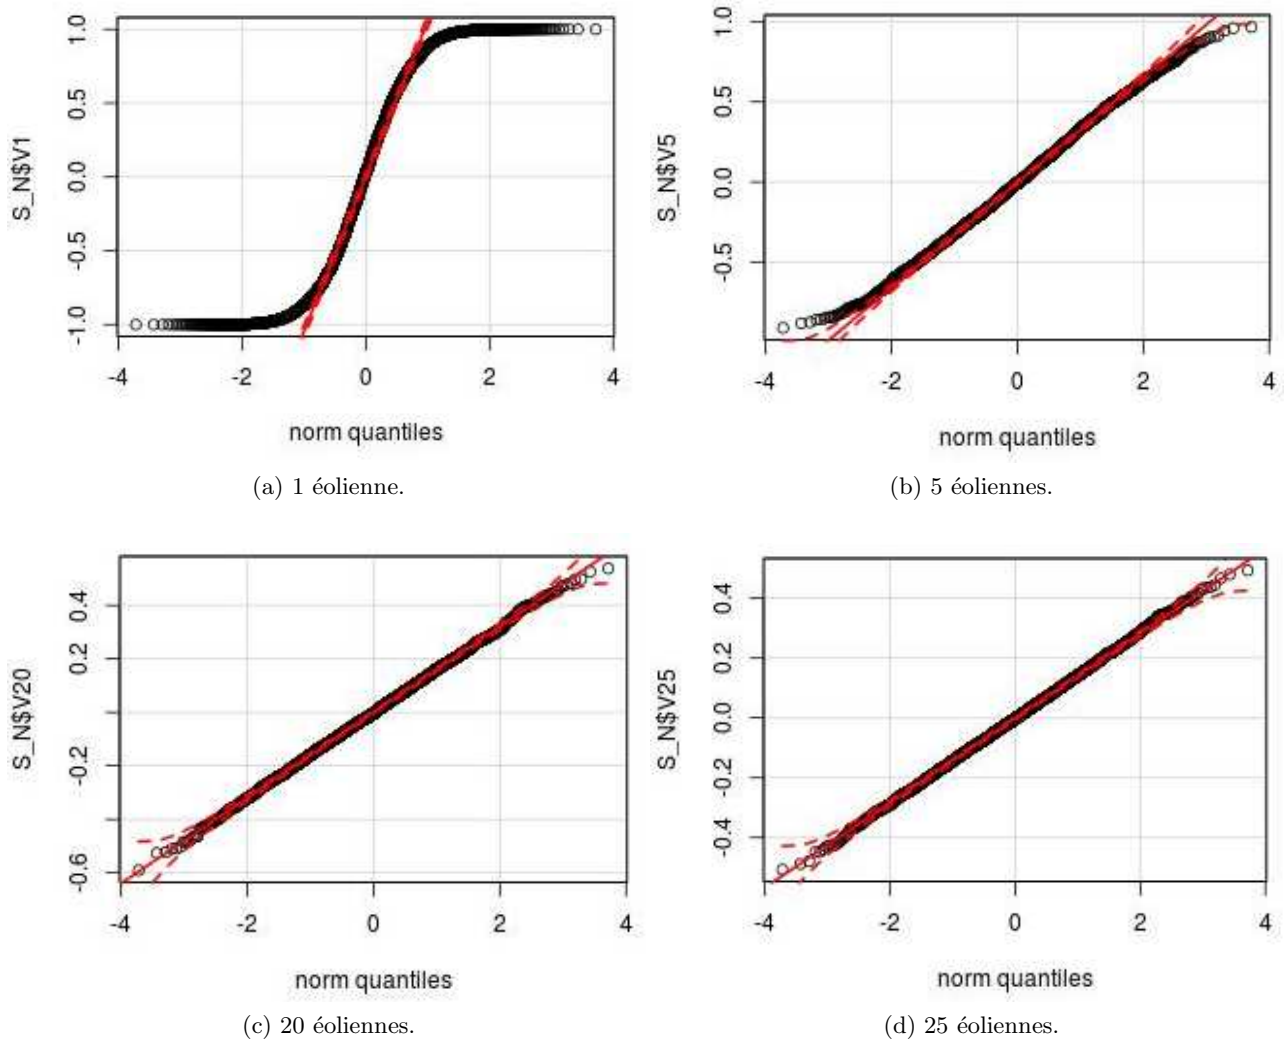 S_N$V1
1.0
0.5
0.0
-0.5
-1.0
-4 -2 0 2 4
norm quantiles
(a) 1 éolienne.
S_N$V5
1.0
0.5
0.0
-0.5
-4 -2 0 2 4
norm quantiles
(b) 5 éoliennes.
S_N$V20
0.4
0.2
-0.2
-0.6
-4 -2 0 2 4
norm quantiles
(c) 20 éoliennes.
S_N$V25
0.4
0.2
0.0
-0.2
-0.4
-4 -2 0 2 4
norm quantiles
(d) 25 éoliennes.